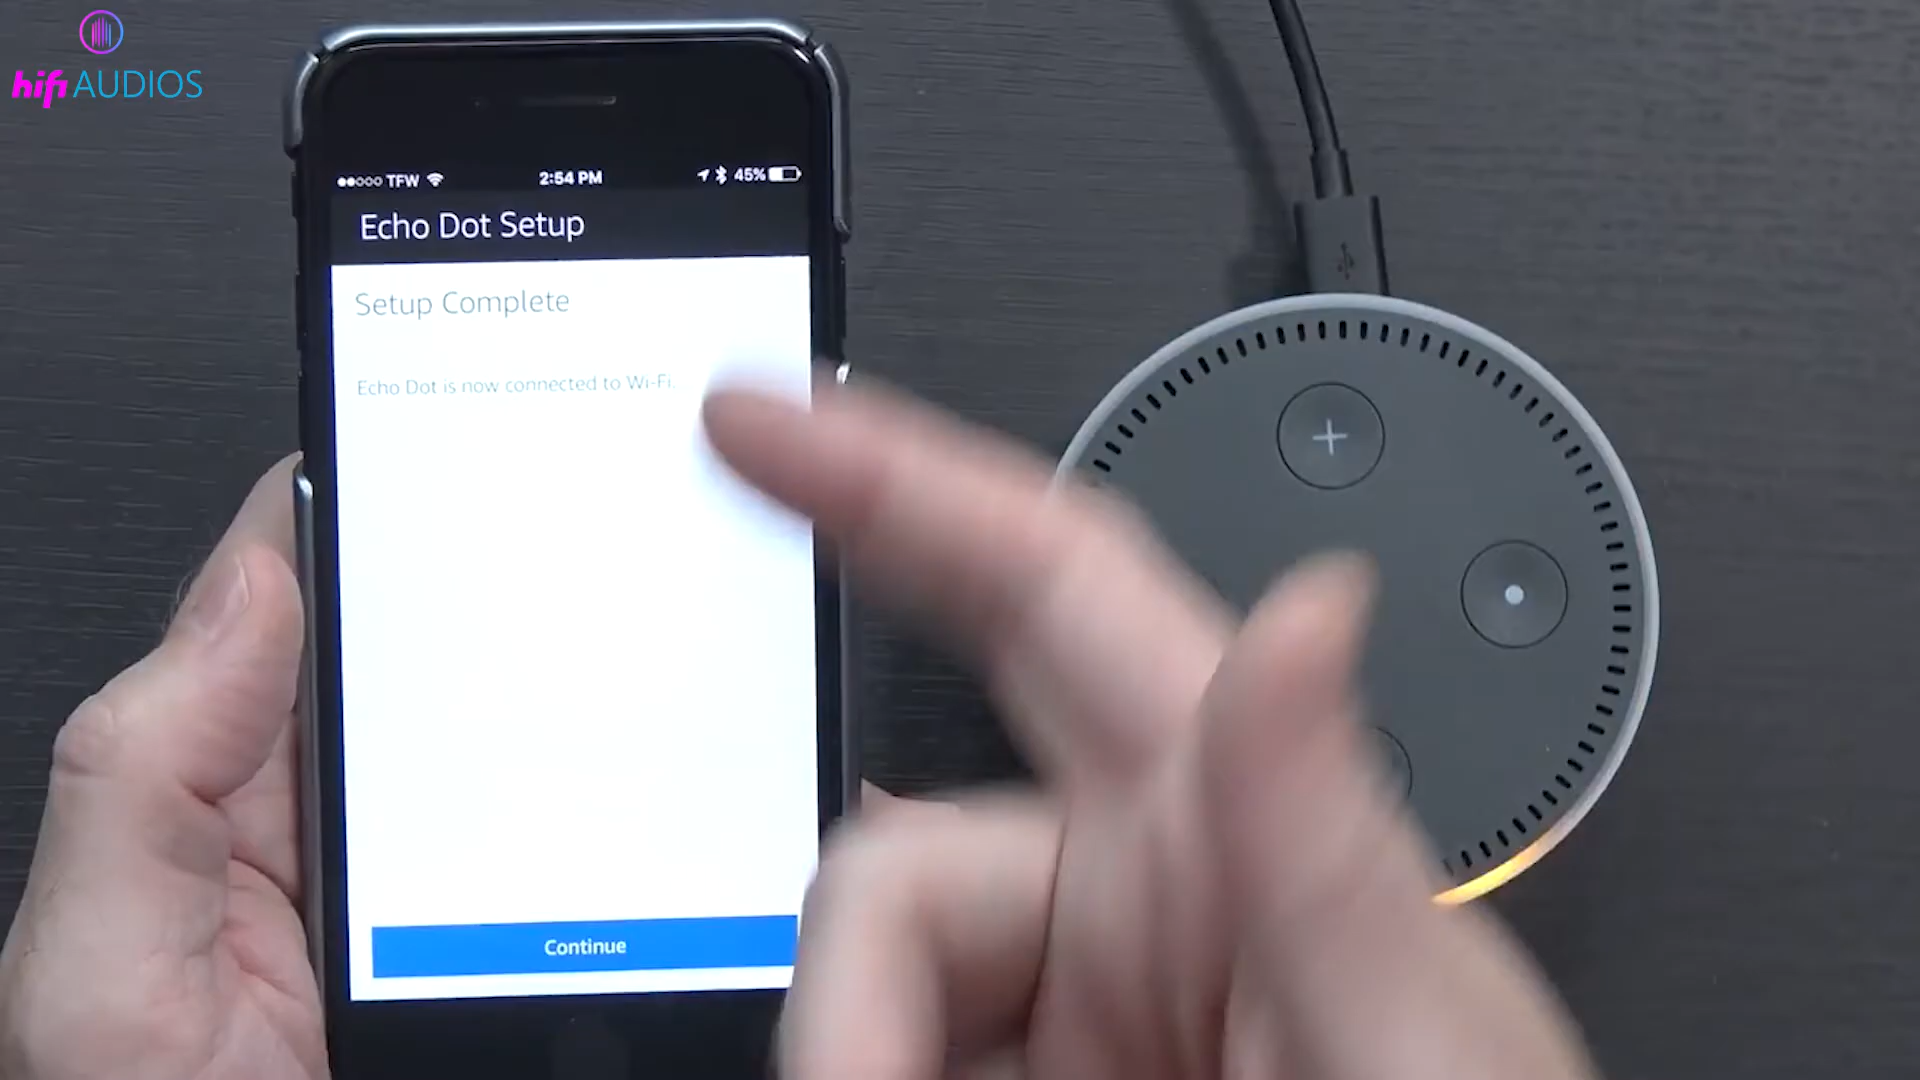 hifi AUDIOS
TFW 2:54 PM 45%
Echo Dot Setup
Setup Complete
Echo Dot is now connected to Wi-Fi.
Continue